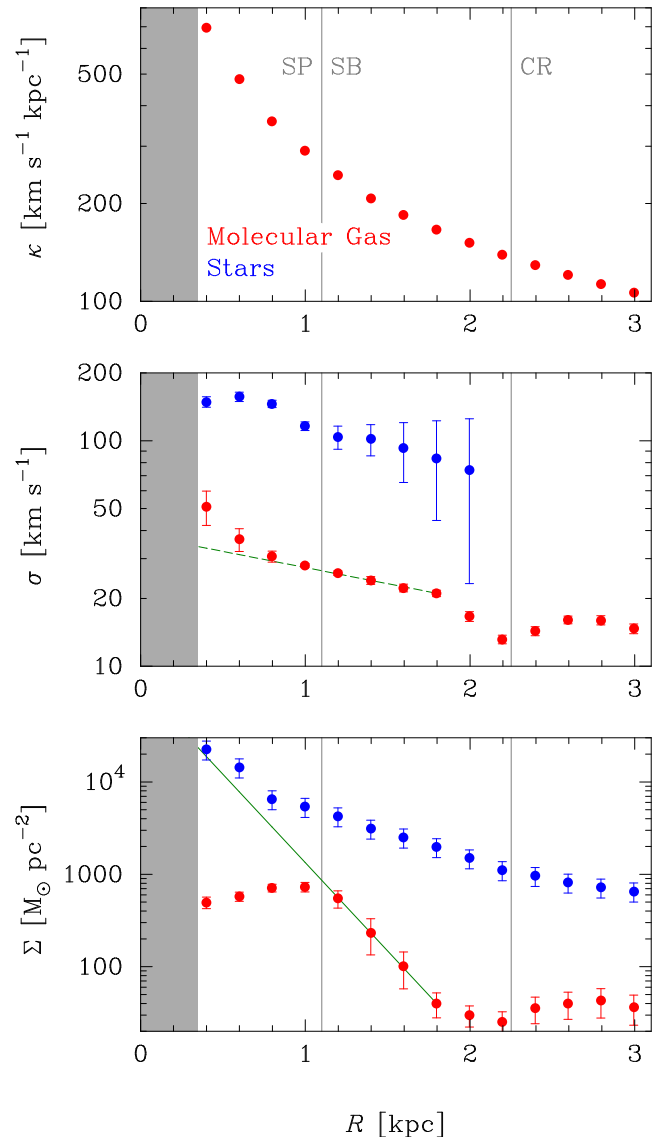 κ [km s⁻¹ kpc⁻¹]
500
200
100
SP SB CR
Molecular Gas
Stars
0 1 2 3
σ [km s⁻¹]
200
100
50
20
10
0 1 2 3
Σ [M⊙ pc⁻²]
10⁴
1000
100
0 1 2 3
R [kpc]